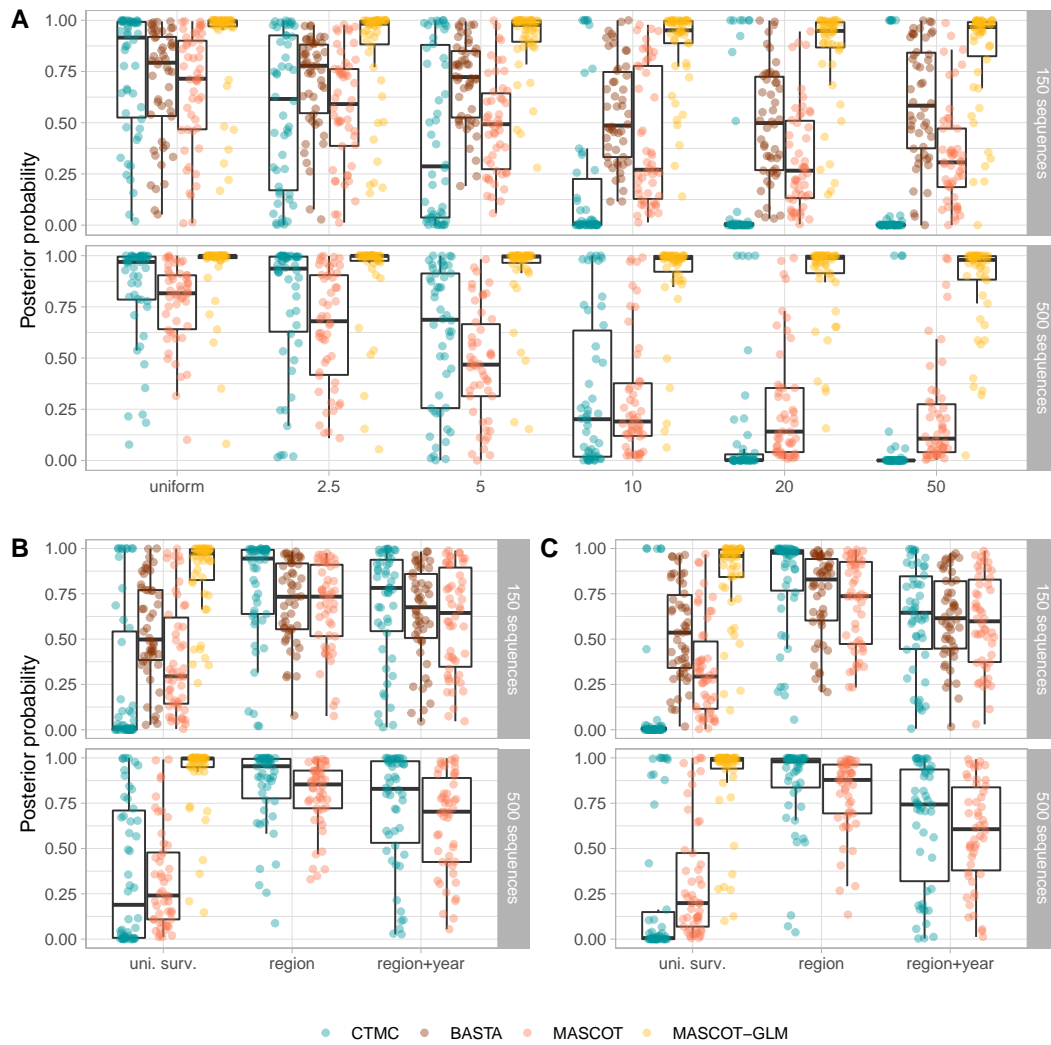 A
Posterior probability
1.00
0.75
0.50
0.25
0.00
150 sequences
1.00
0.75
0.50
0.25
0.00
500 sequences
uniform 2.5 5 10 20 50
B
Posterior probability
1.00
0.75
0.50
0.25
0.00
150 sequences
1.00
0.75
0.50
0.25
0.00
500 sequences
uni. surv. region region+year
C
1.00
0.75
0.50
0.25
0.00
150 sequences
1.00
0.75
0.50
0.25
0.00
500 sequences
uni. surv. region region+year
CTMC BASTA MASCOT MASCOT−GLM